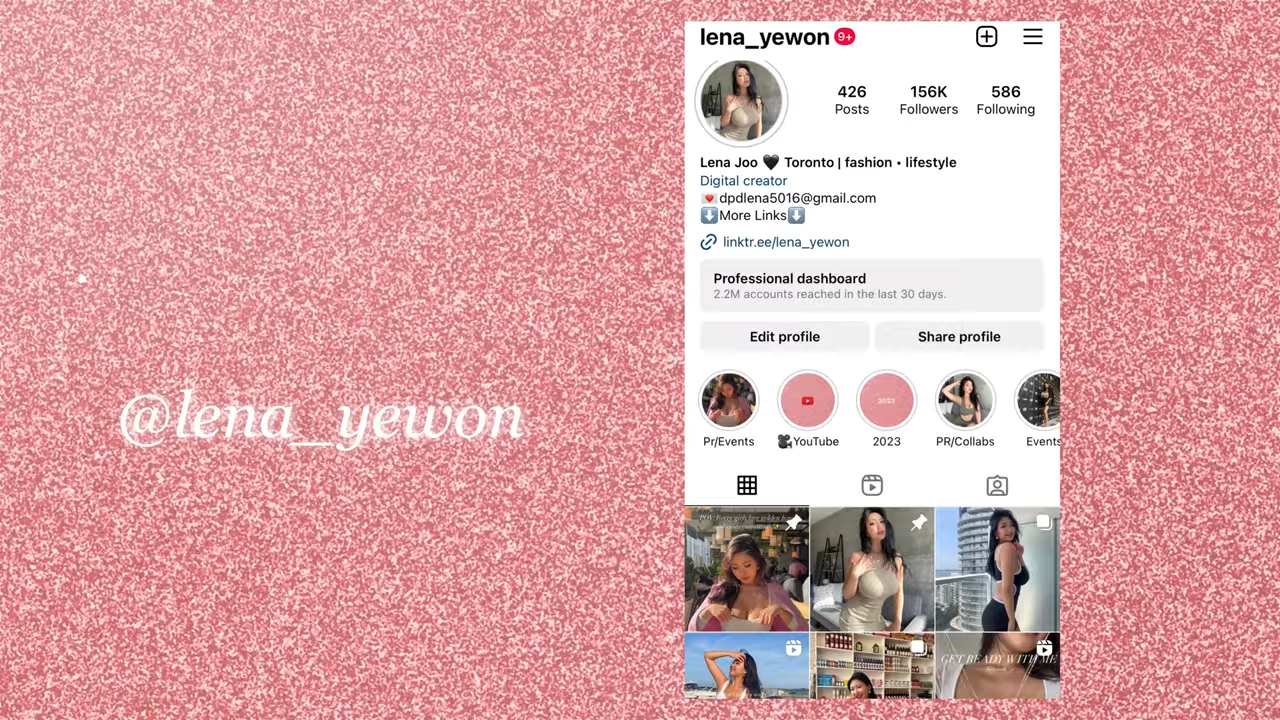 lena_yewon 9+
426 156K 586
Posts Followers Following
Lena Joo 🖤 Toronto | fashion • lifestyle
Digital creator
💌dpdlena5016@gmail.com
⬇️More Links⬇️
linktr.ee/lena_yewon
Professional dashboard
2.2M accounts reached in the last 30 days.
Edit profile Share profile
2023
Pr/Events 🎥YouTube 2023 PR/Collabs Events
@lena_yewon
GET READY WITH ME